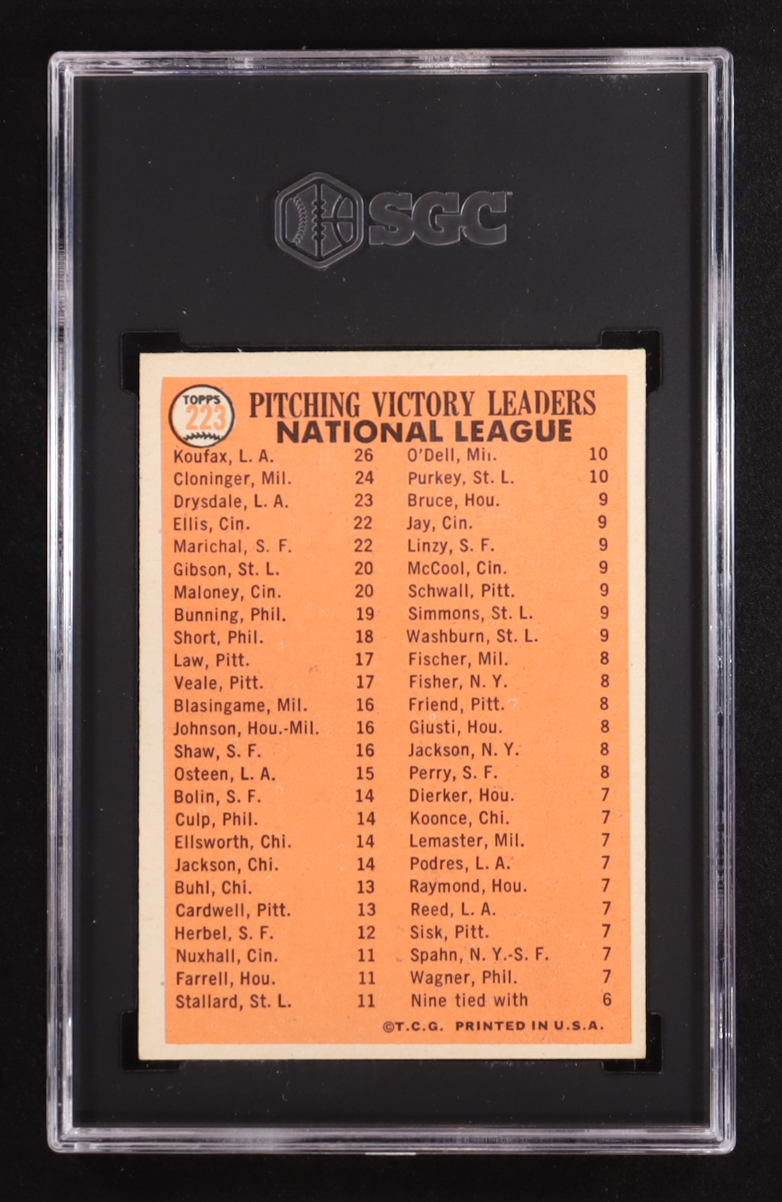 SGC
TOPPS
223
PITCHING VICTORY LEADERS
NATIONAL LEAGUE
Koufax, L. A. 26 O'Dell, Mil. 10
Cloninger, Mil. 24 Purkey, St. L. 10
Drysdale, L. A. 23 Bruce, Hou. 9
Ellis, Cin. 22 Jay, Cin. 9
Marichal, S. F. 22 Linzy, S. F. 9
Gibson, St. L. 20 McCool, Cin. 9
Maloney, Cin. 20 Schwall, Pitt. 9
Bunning, Phil. 19 Simmons, St. L. 9
Short, Phil. 18 Washburn, St. L. 9
Law, Pitt. 17 Fischer, Mil. 8
Veale, Pitt. 17 Fisher, N. Y. 8
Blasingame, Mil. 16 Friend, Pitt. 8
Johnson, Hou.-Mil. 16 Giusti, Hou. 8
Shaw, S. F. 16 Jackson, N. Y. 8
Osteen, L. A. 15 Perry, S. F. 8
Bolin, S. F. 14 Dierker, Hou. 7
Culp, Phil. 14 Koonce, Chi. 7
Ellsworth, Chi. 14 Lemaster, Mil. 7
Jackson, Chi. 14 Podres, L. A. 7
Buhl, Chi. 13 Raymond, Hou. 7
Cardwell, Pitt. 13 Reed, L. A. 7
Herbel, S. F. 12 Sisk, Pitt. 7
Nuxhall, Cin. 11 Spahn, N. Y.-S. F. 7
Farrell, Hou. 11 Wagner, Phil. 7
Stallard, St. L. 11 Nine tied with 6
©T.C.G. PRINTED IN U.S.A.